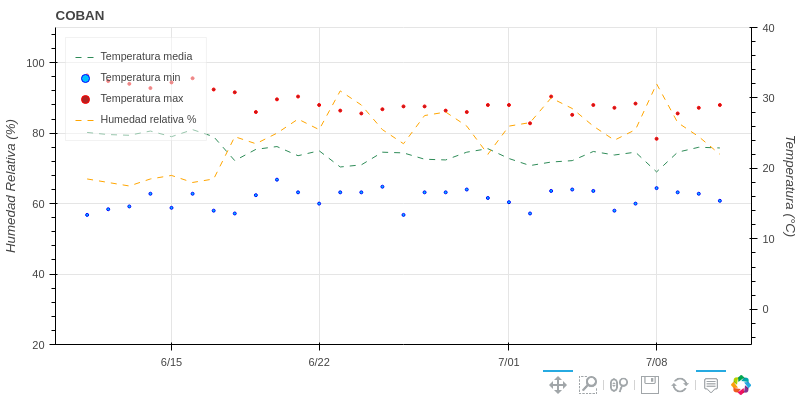 COBAN
Temperatura media
Temperatura min
Temperatura max
Humedad relativa %
Humedad Relativa (%)
100
80
60
40
20
Temperatura (°C)
40
30
20
10
0
6/15
6/22
7/01
7/08